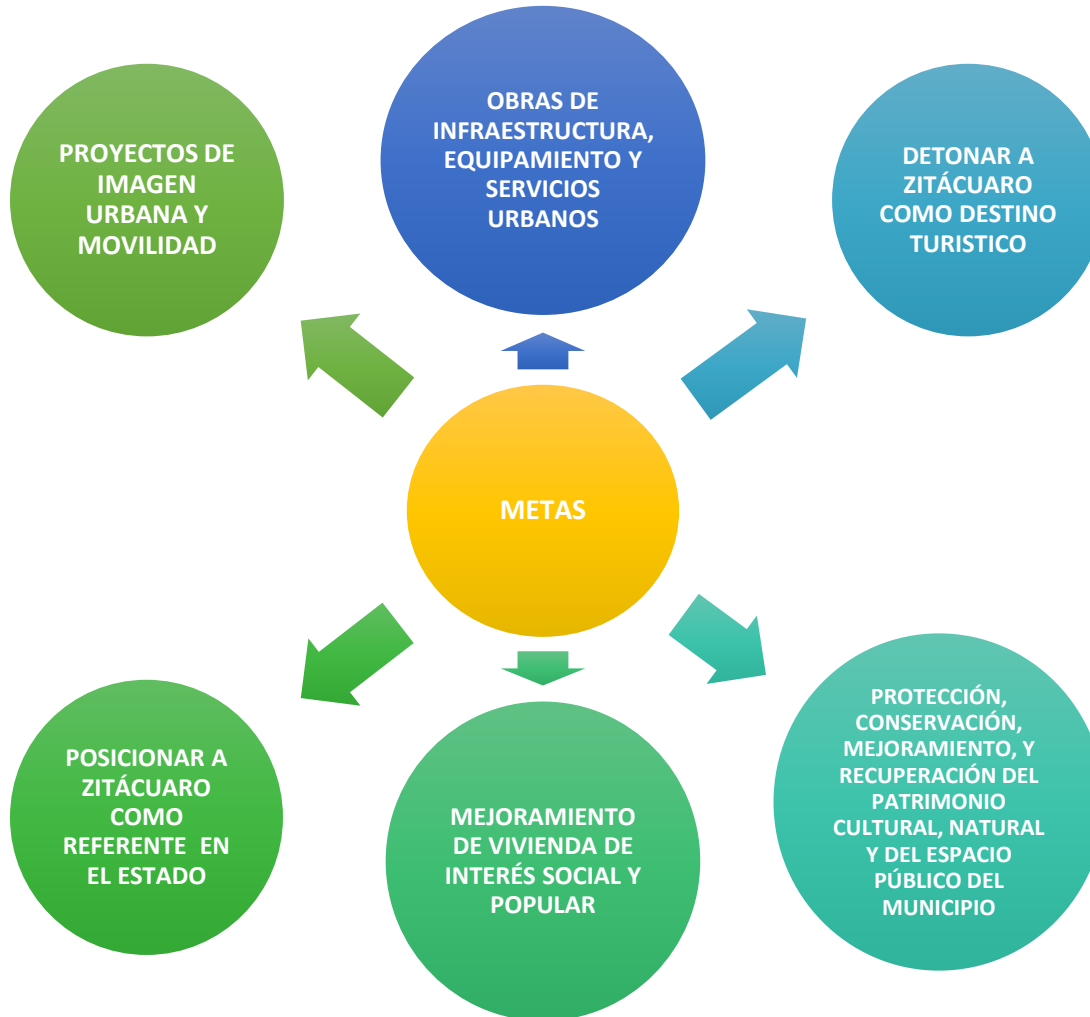 PROYECTOS DE
IMAGEN
URBANA Y
MOVILIDAD
OBRAS DE
INFRAESTRUCTURA,
EQUIPAMIENTO Y
SERVICIOS
URBANOS
DETONAR A
ZITÁCUARO
COMO DESTINO
TURISTICO
METAS
POSICIONAR A
ZITÁCUARO
COMO
REFERENTE EN
EL ESTADO
MEJORAMIENTO
DE VIVIENDA DE
INTERÉS SOCIAL Y
POPULAR
PROTECCIÓN,
CONSERVACIÓN,
MEJORAMIENTO, Y
RECUPERACIÓN DEL
PATRIMONIO
CULTURAL, NATURAL
Y DEL ESPACIO
PÚBLICO DEL
MUNICIPIO